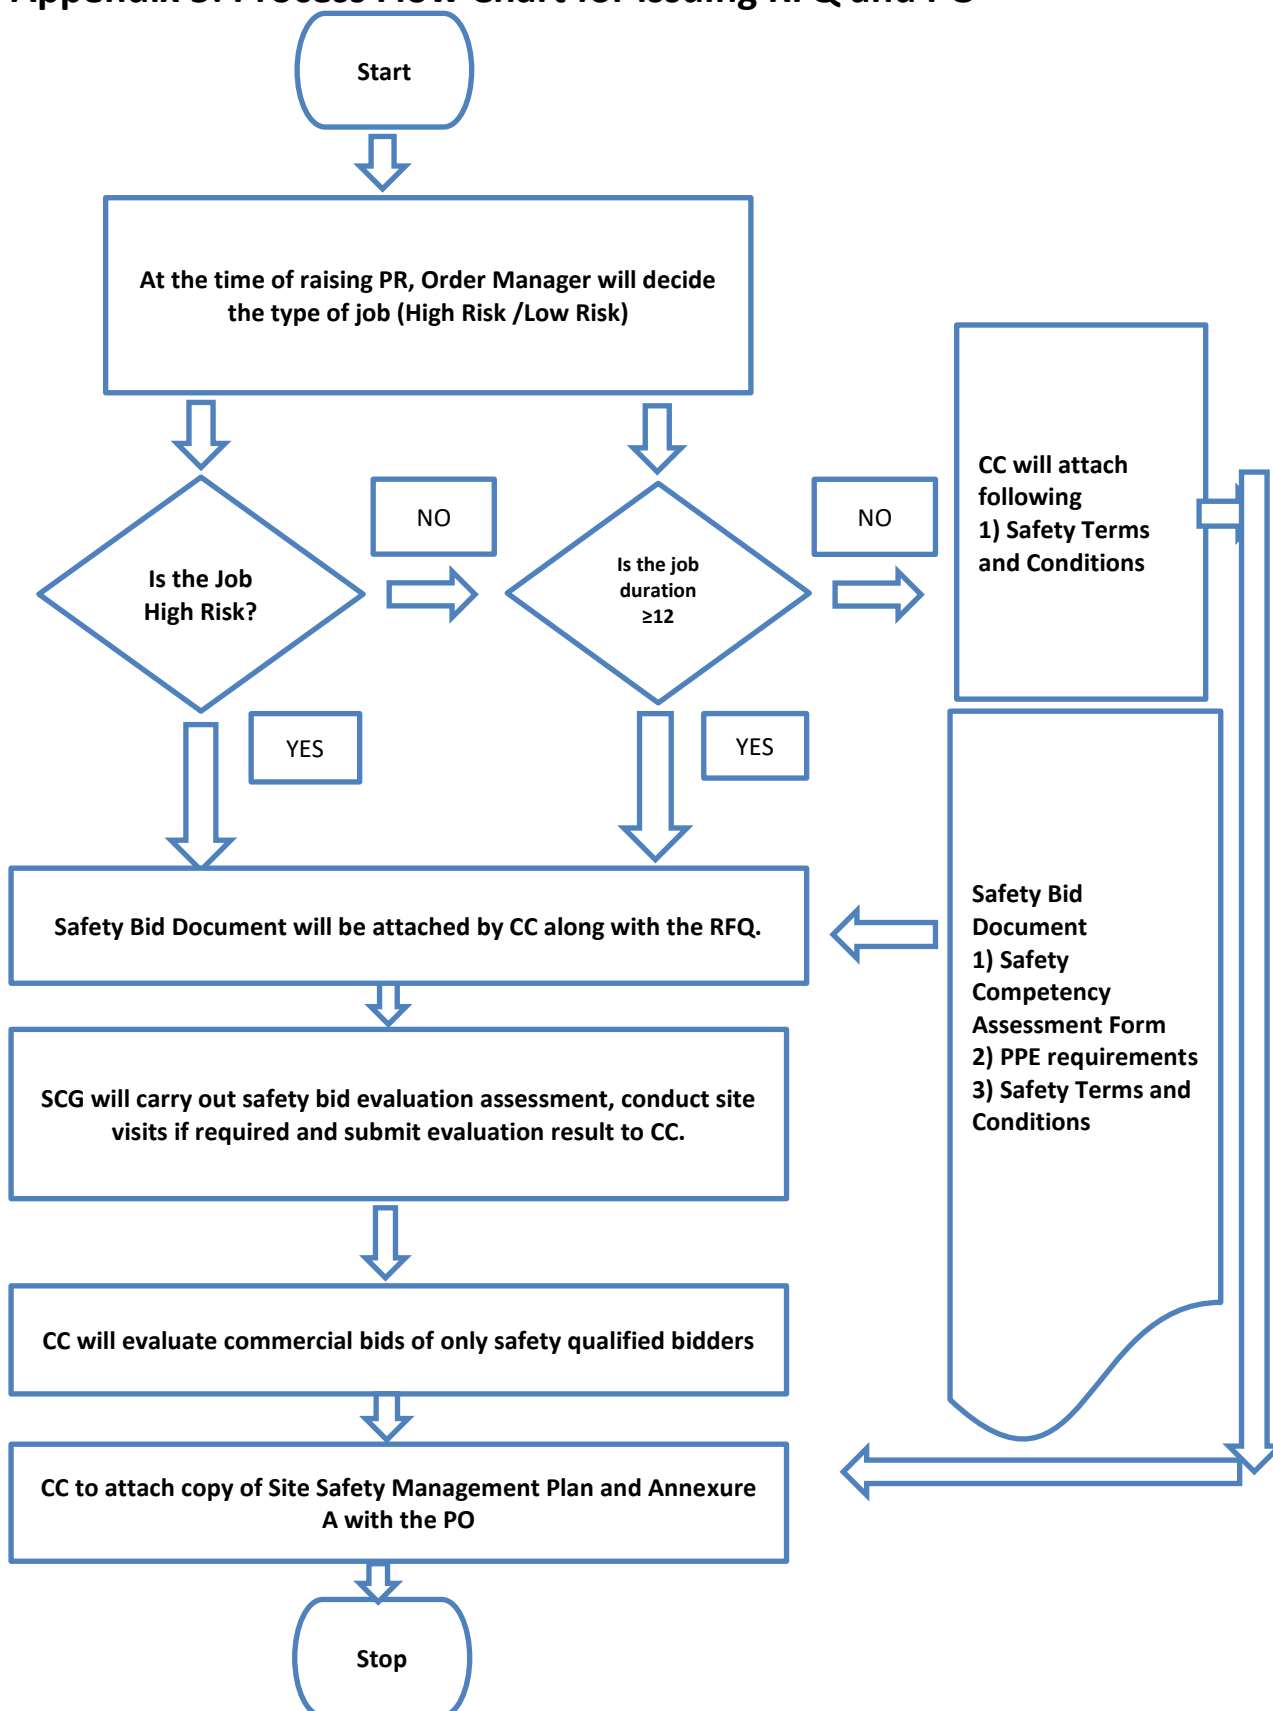 Start
At the time of raising PR, Order Manager will decide
the type of job (High Risk /Low Risk)
CC will attach
following
1) Safety Terms
and Conditions
NO
NO
Is the Job
High Risk?
Is the job
duration
≥12
YES
YES
Safety Bid Document will be attached by CC along with the RFQ.
Safety Bid
Document
1) Safety
Competency
Assessment Form
2) PPE requirements
3) Safety Terms and
Conditions
SCG will carry out safety bid evaluation assessment, conduct site
visits if required and submit evaluation result to CC.
CC will evaluate commercial bids of only safety qualified bidders
CC to attach copy of Site Safety Management Plan and Annexure
A with the PO
Stop